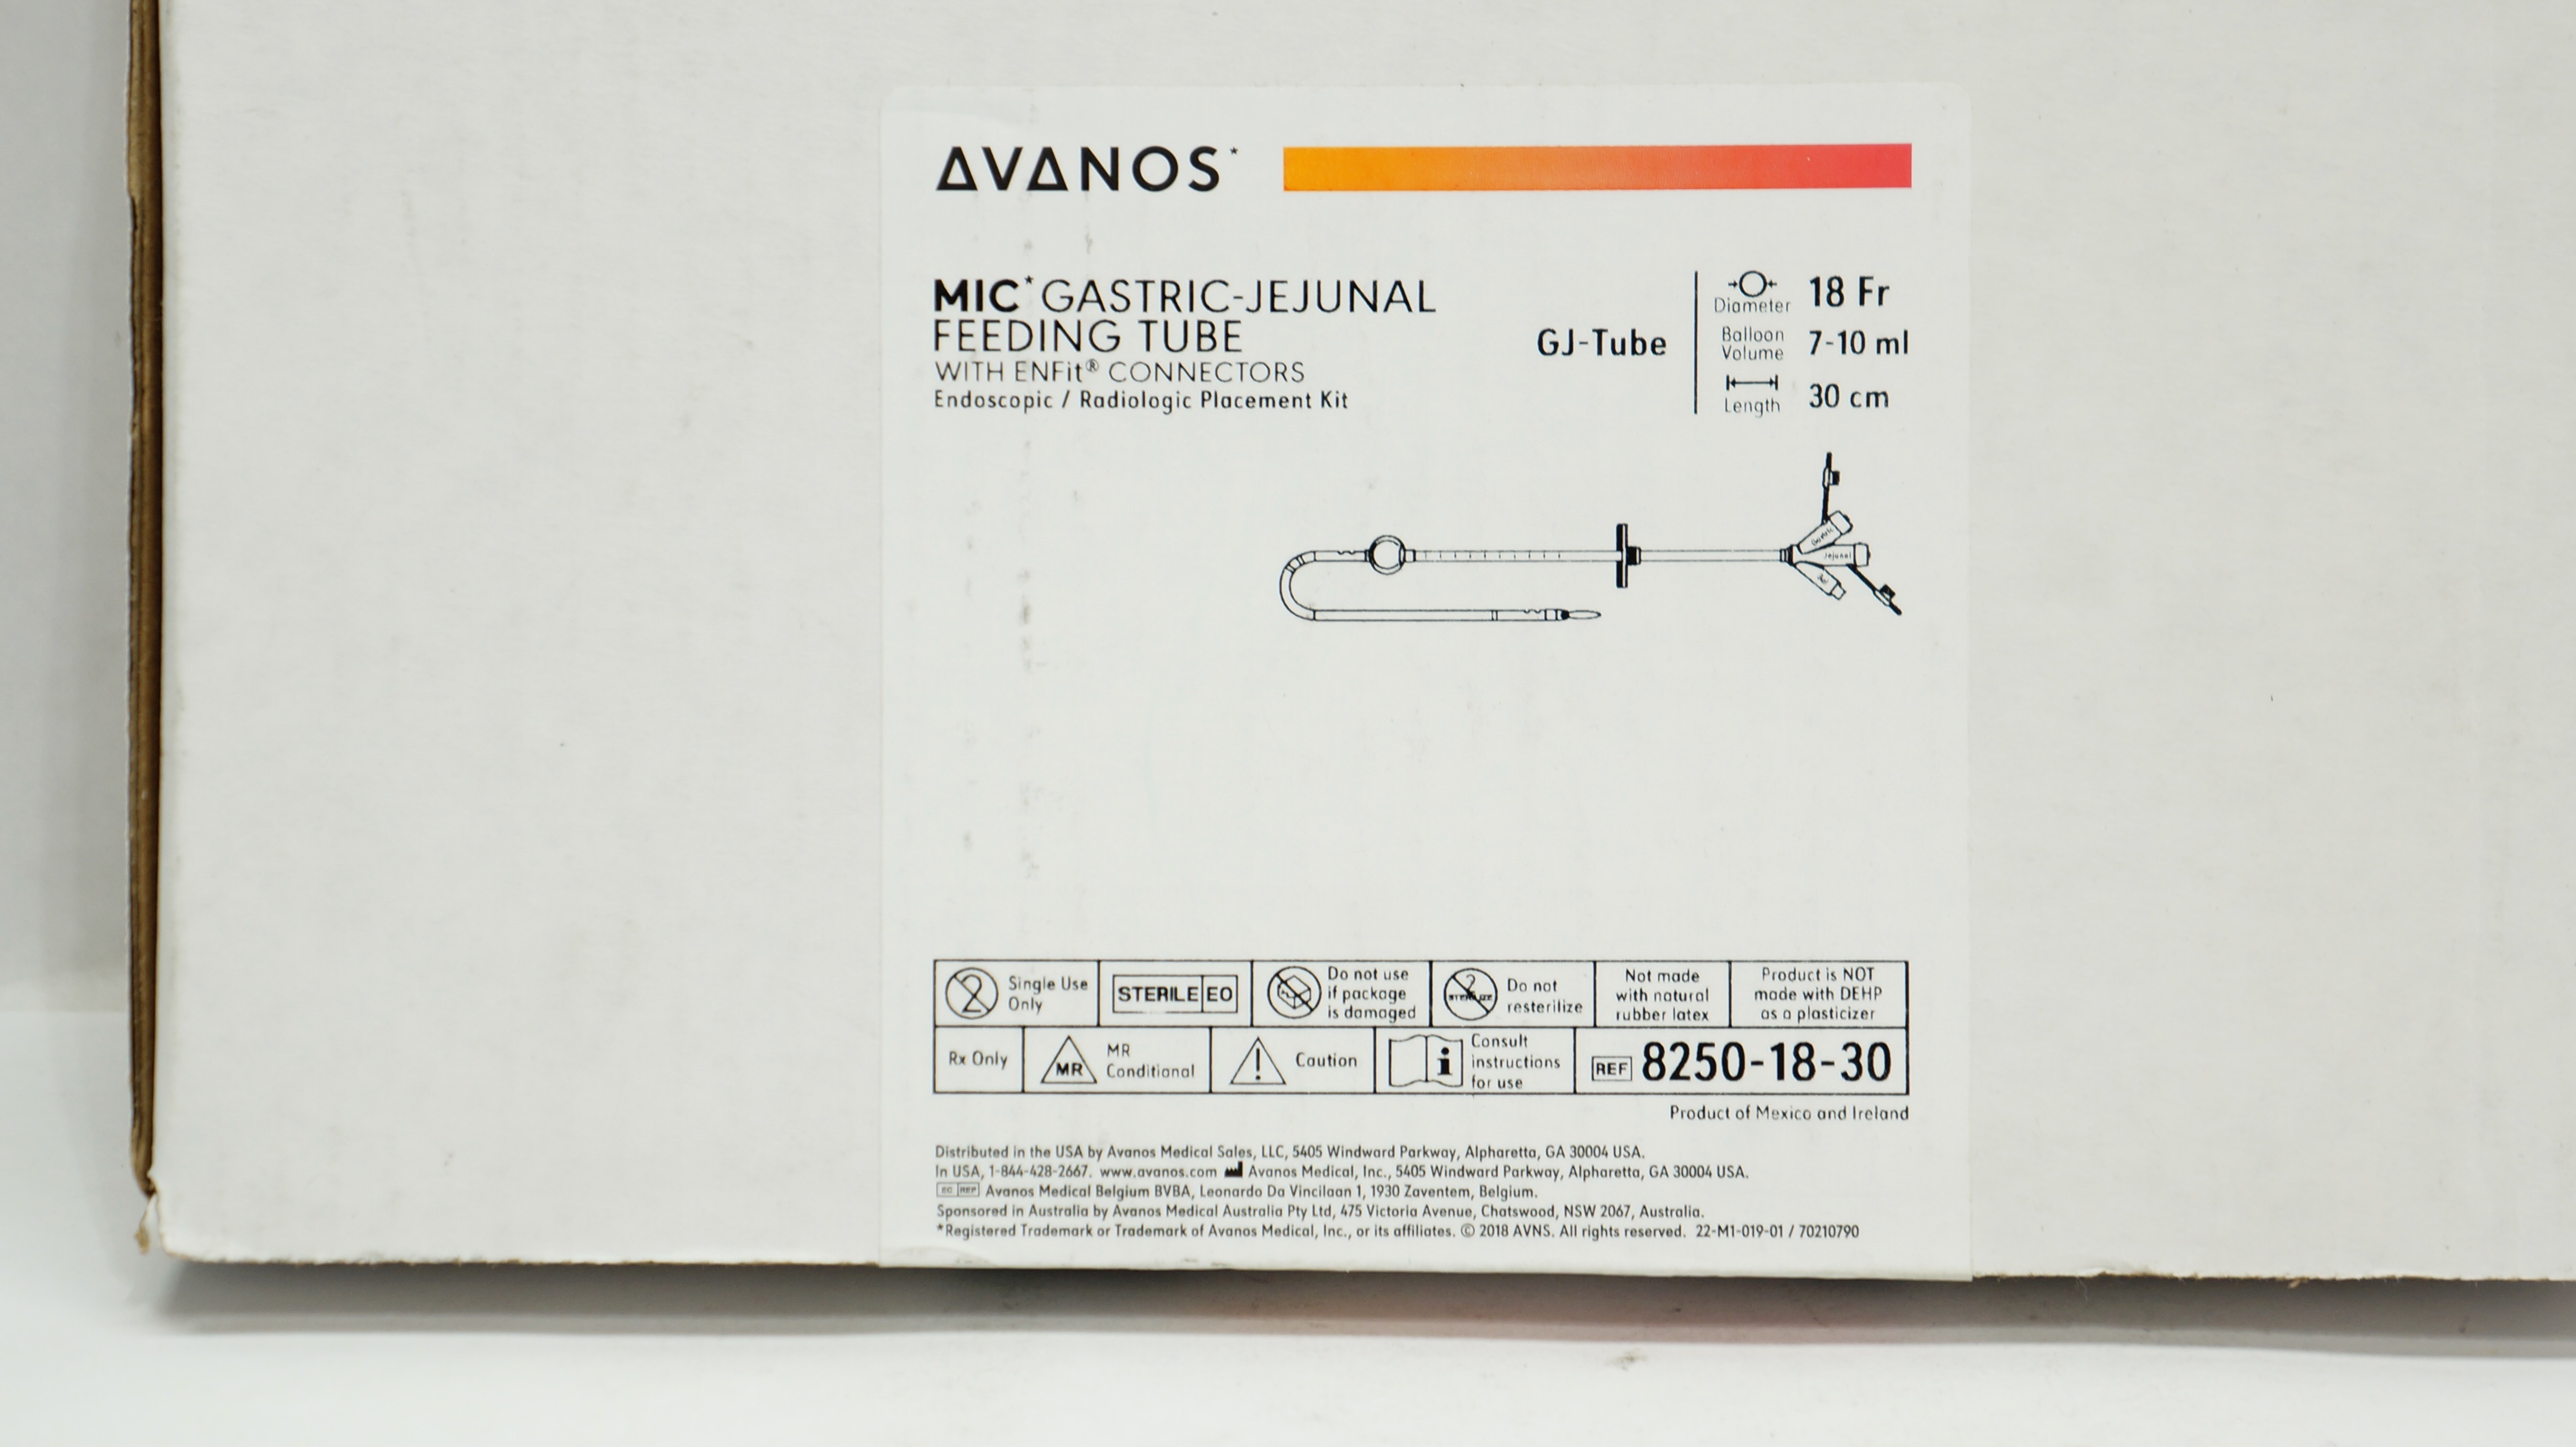 AVANOS*
MIC* GASTRIC-JEJUNAL
FEEDING TUBE
WITH ENFit® CONNECTORS
Endoscopic / Radiologic Placement Kit
GJ-Tube
Diameter 18 Fr
Balloon Volume 7-10 ml
Length 30 cm
Gastric
Jejunal
Bal
2 Single Use
Only
STERILE EO
Do not use
if package
is damaged
2 STERILIZE Do not
resterilize
Not made
with natural
rubber latex
Product is NOT
made with DEHP
as a plasticizer
Rx Only
MR MR
Conditional
! Caution
i Consult
instructions
for use
REF 8250-18-30
Product of Mexico and Ireland
Distributed in the USA by Avanos Medical Sales, LLC, 5405 Windward Parkway, Alpharetta, GA 30004 USA.
In USA, 1-844-428-2667. www.avanos.com Avanos Medical, Inc., 5405 Windward Parkway, Alpharetta, GA 30004 USA.
EC REP Avanos Medical Belgium BVBA, Leonardo Da Vincilaan 1, 1930 Zaventem, Belgium.
Sponsored in Australia by Avanos Medical Australia Pty Ltd, 475 Victoria Avenue, Chatswood, NSW 2067, Australia.
*Registered Trademark or Trademark of Avanos Medical, Inc., or its affiliates. © 2018 AVNS. All rights reserved. 22-M1-019-01 / 70210790